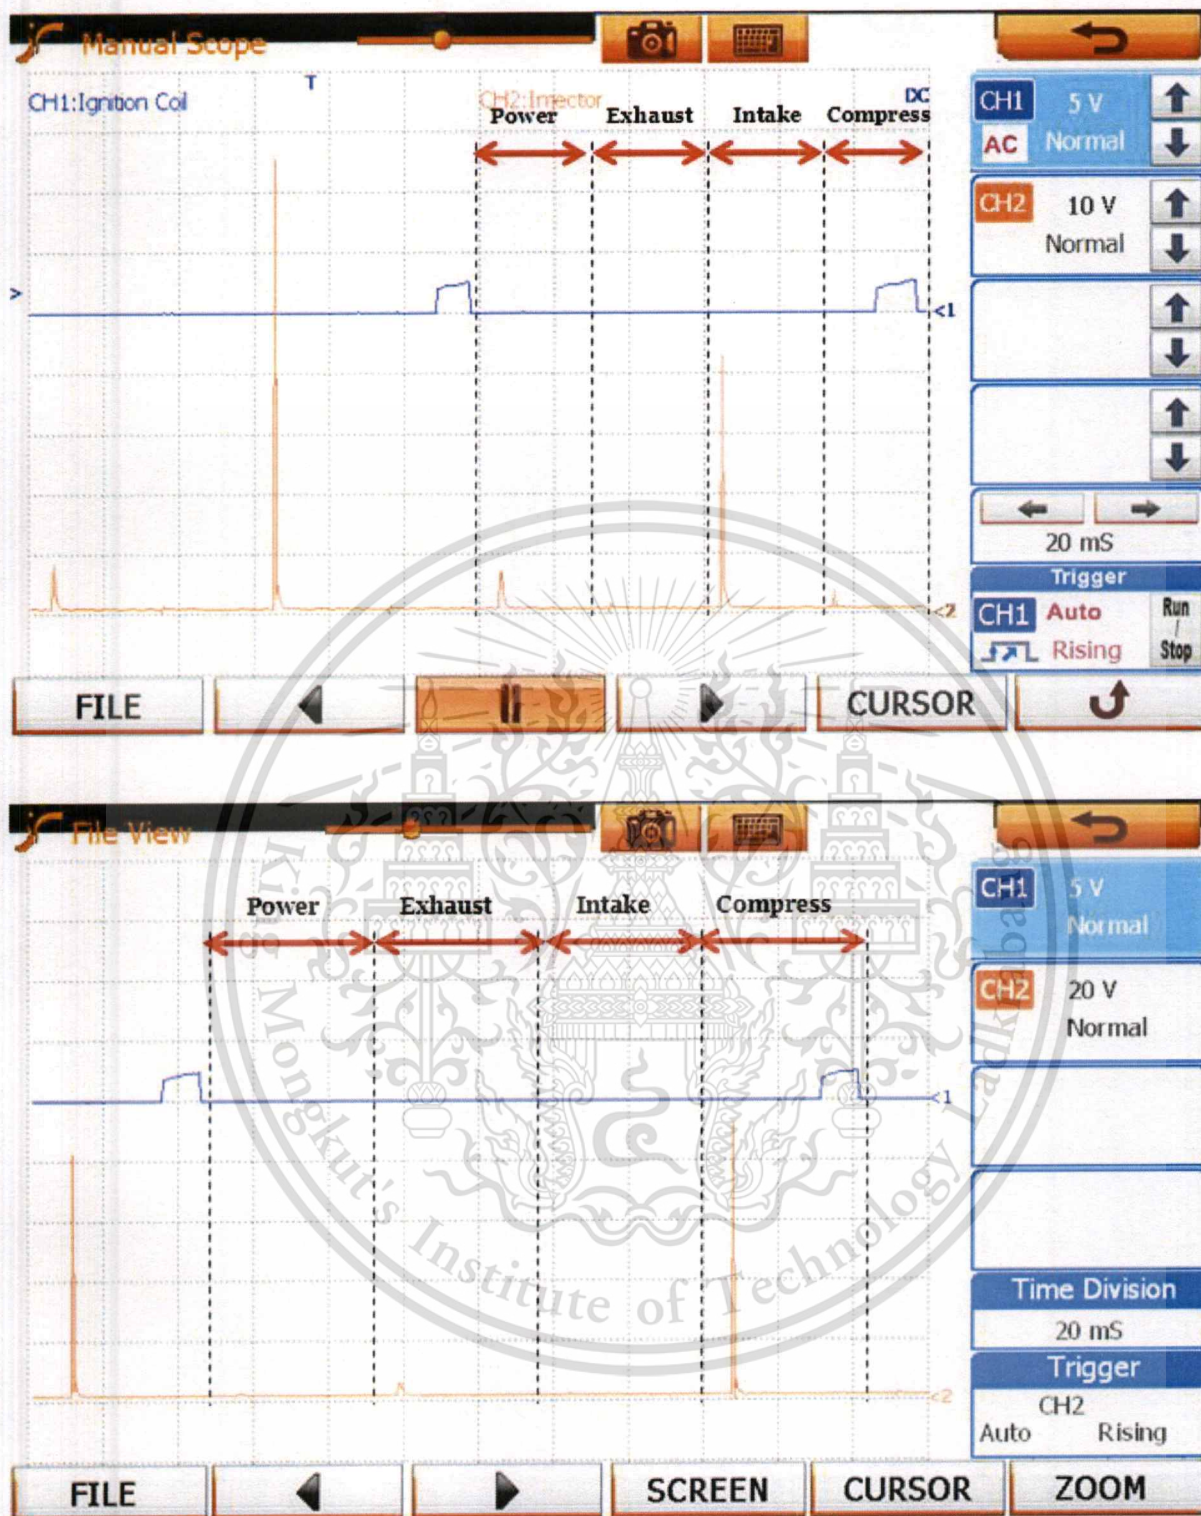 Manual Scope
CH1:Ignition Coil
T
CH2:Injector
DC
Power Exhaust Intake Compress
CH1 5 V
AC Normal
CH2 10 V
Normal
>
<1
<2
20 mS
Trigger
CH1 Auto
Rising
Run
/
Stop
FILE
CURSOR
File View
Power Exhaust Intake Compress
CH1 5 V
Normal
CH2 20 V
Normal
<1
<2
Time Division
20 mS
Trigger
CH2
Auto Rising
FILE
SCREEN
CURSOR
ZOOM
King Mongkut's Institute of Technology Ladkrabang